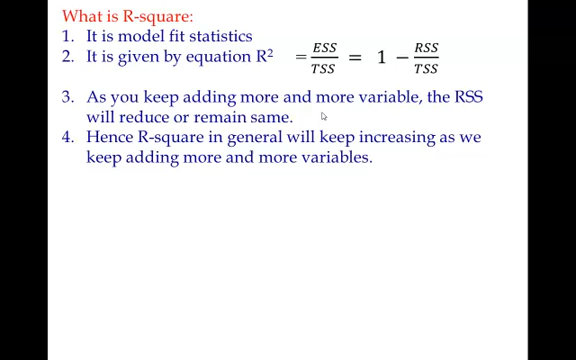 What is R-square:
1. It is model fit statistics
2. It is given by equation R² = ESS/TSS = 1 − RSS/TSS
3. As you keep adding more and more variable, the RSS
will reduce or remain same.
4. Hence R-square in general will keep increasing as we
keep adding more and more variables.